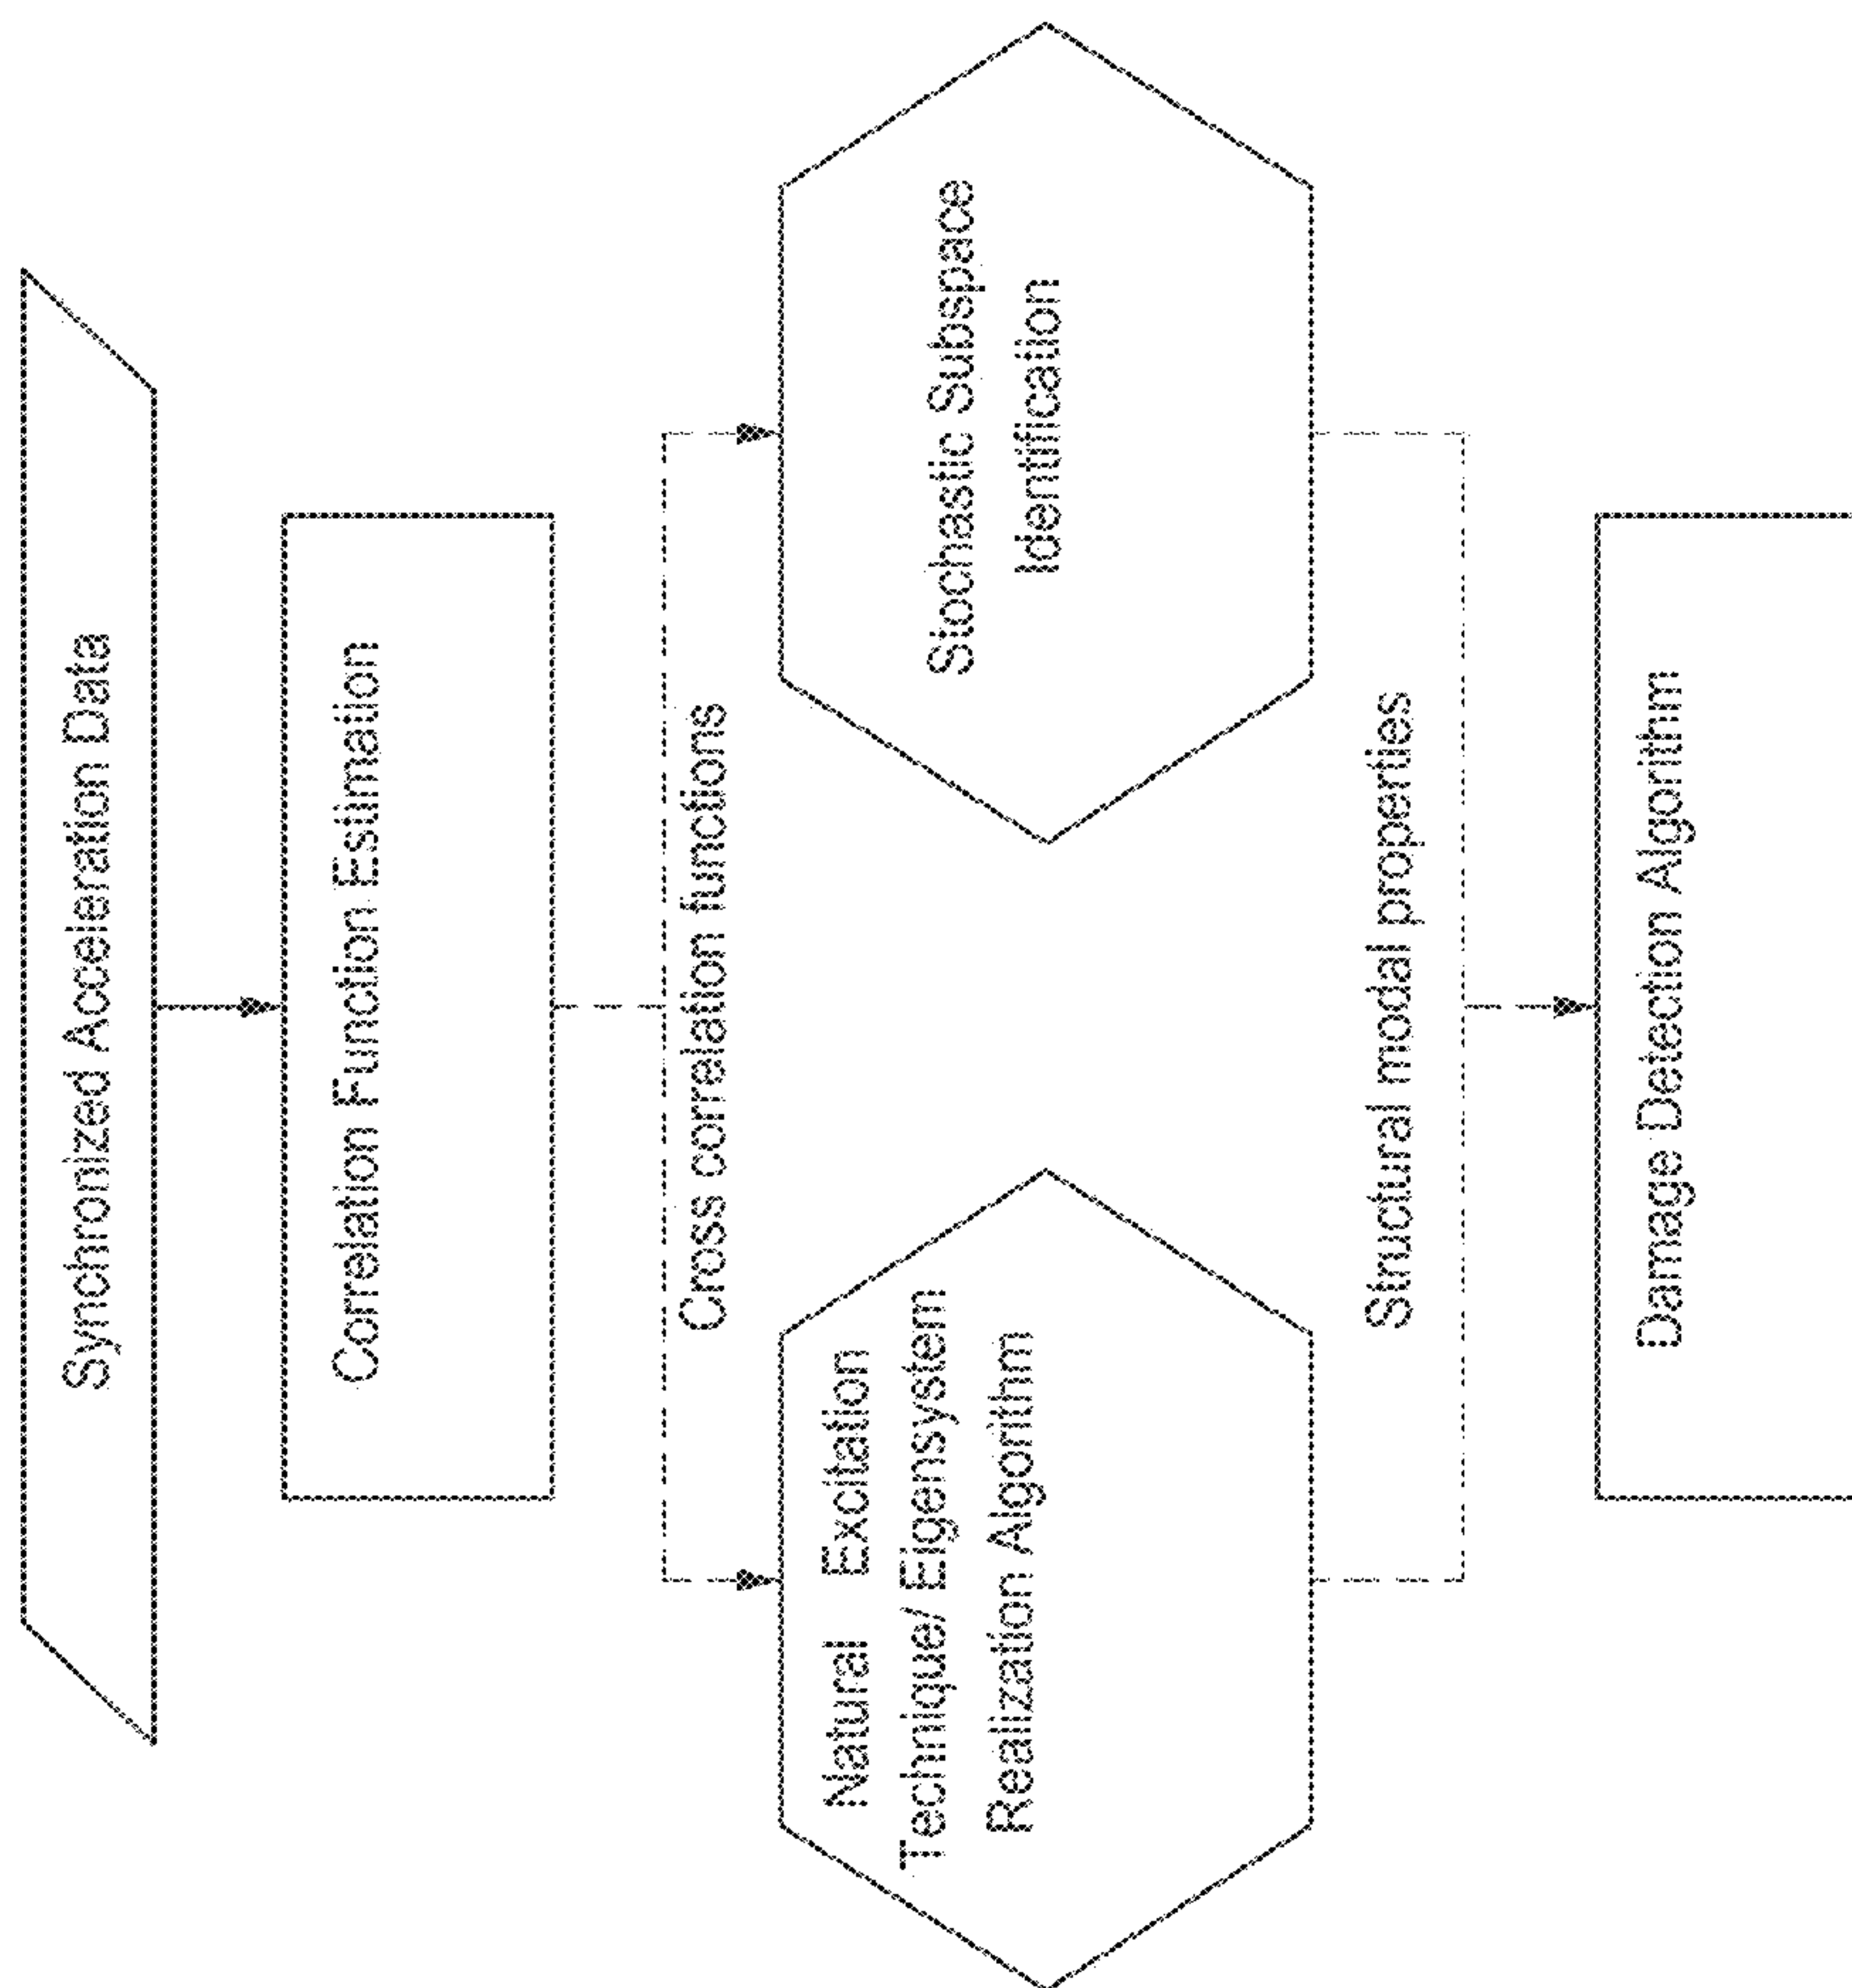 Synchronized Acceleration Data
Correlation Function Estimation
Cross correlation functions
Natural Excitation
Technique/ Eigensystem
Realization Algorithm
Stochastic Subspace
Identification
Structural modal properties
Damage Detection Algorithm